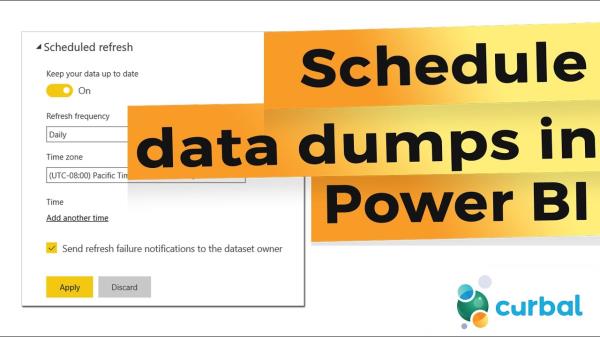 Scheduled refresh
Keep your data up to date
On
Refresh frequency
Daily
Time zone
(UTC-08:00) Pacific Tim
Time
Add another time
Send refresh failure notifications to the dataset owner
Apply
Discard
Schedule
data dumps in
Power BI
curbal